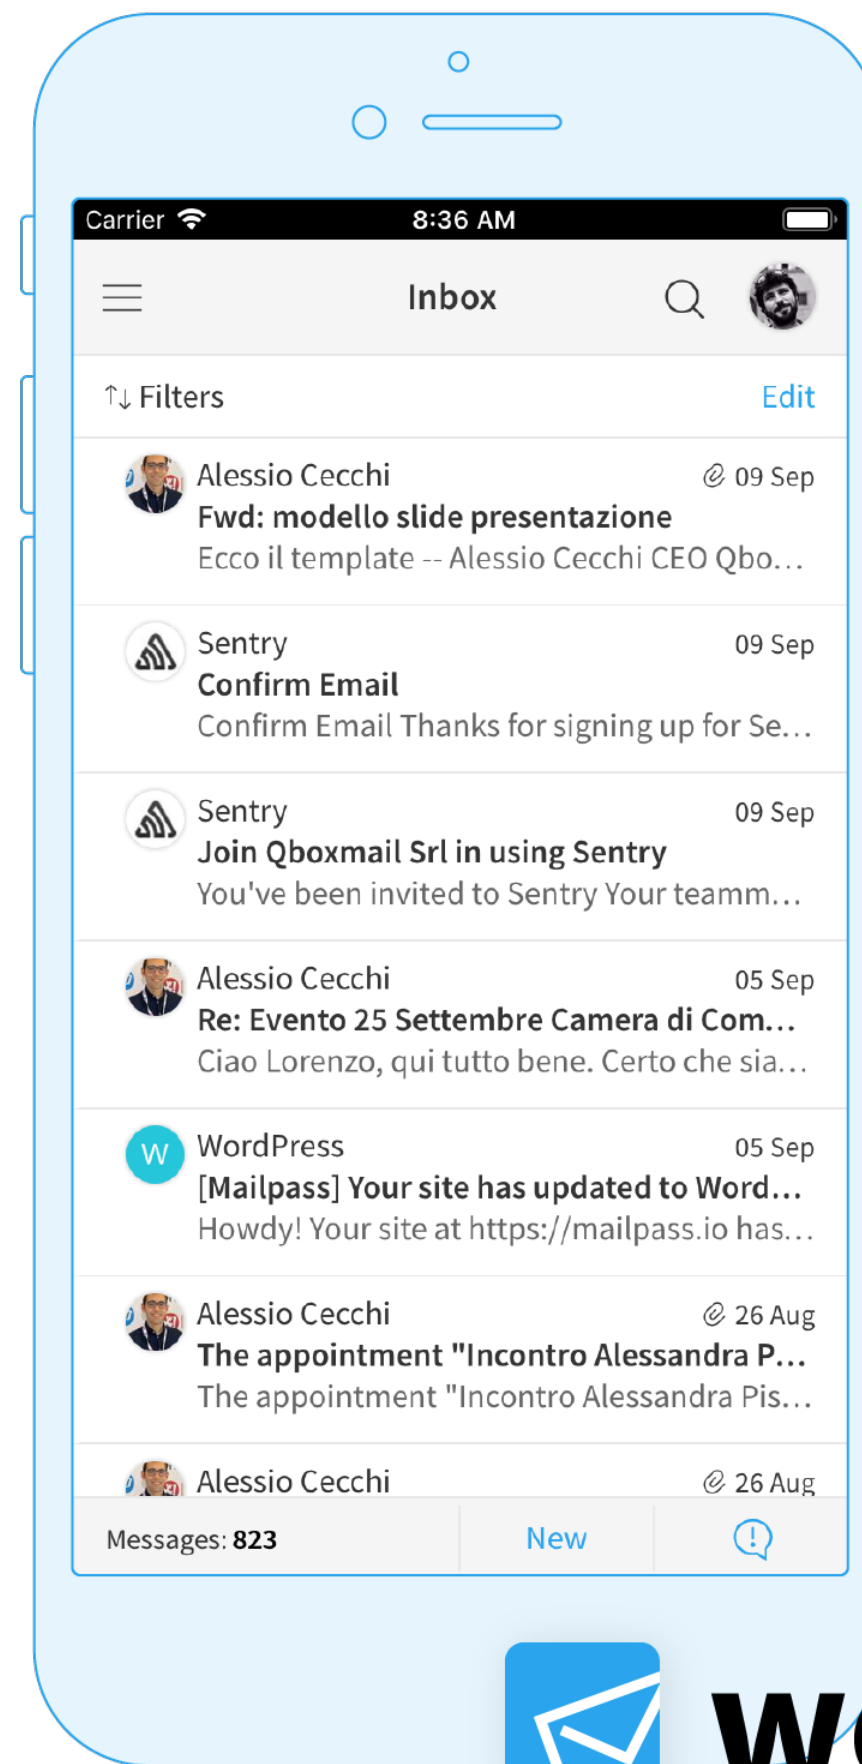 Carrier 8:36 AM
Inbox
↑↓ Filters Edit
Alessio Cecchi 09 Sep
Fwd: modello slide presentazione
Ecco il template -- Alessio Cecchi CEO Qbo...
Sentry 09 Sep
Confirm Email
Confirm Email Thanks for signing up for Se...
Sentry 09 Sep
Join Qboxmail Srl in using Sentry
You've been invited to Sentry Your teamm...
Alessio Cecchi 05 Sep
Re: Evento 25 Settembre Camera di Com...
Ciao Lorenzo, qui tutto bene. Certo che sia...
W WordPress 05 Sep
[Mailpass] Your site has updated to Word...
Howdy! Your site at https://mailpass.io has...
Alessio Cecchi 26 Aug
The appointment "Incontro Alessandra P...
The appointment "Incontro Alessandra Pis...
Alessio Cecchi 26 Aug
Messages: 823 New